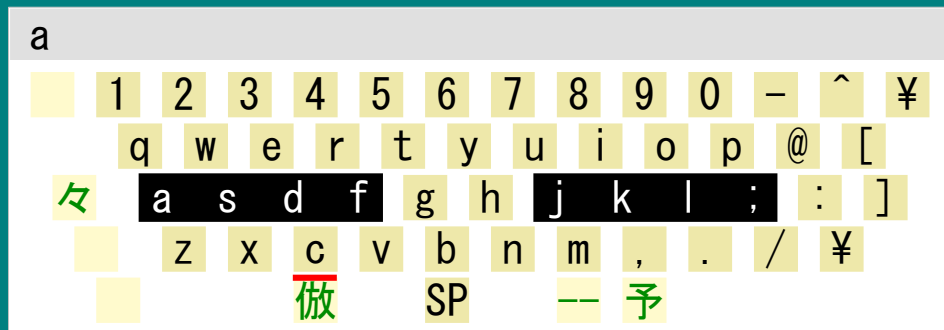 a
1 2 3 4 5 6 7 8 9 0 - ^ ¥
q w e r t y u i o p @ [
々 a s d f g h j k l ; : ]
z x c v b n m , . / ¥
倣 SP -- 予